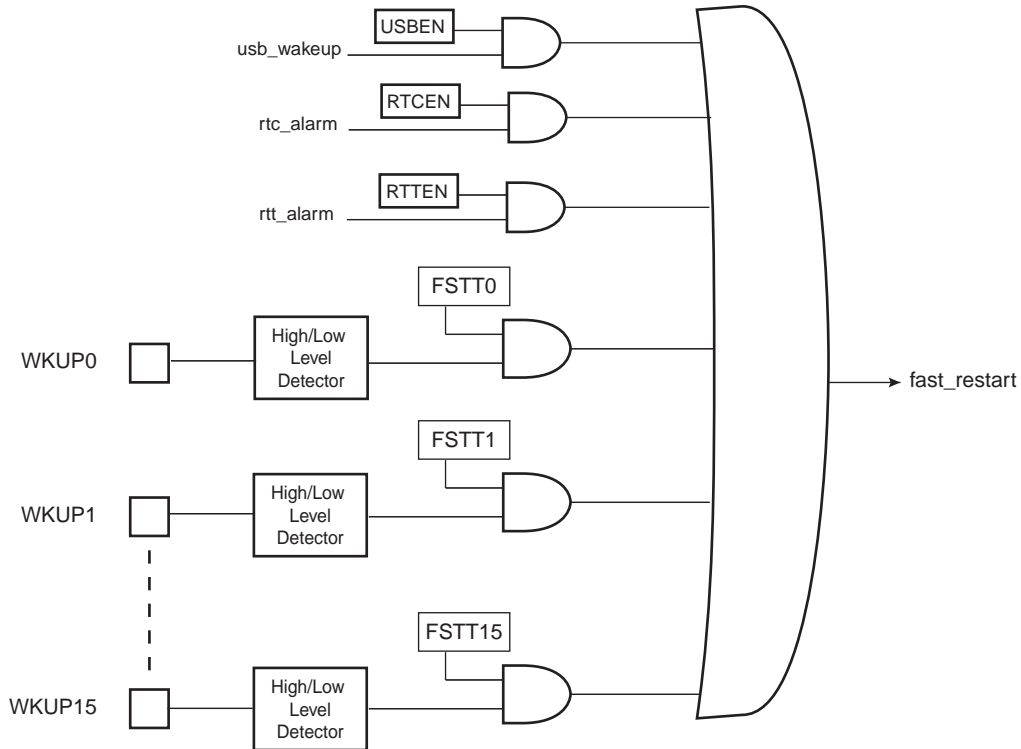 USBEN
usb_wakeup
RTCEN
rtc_alarm
RTTEN
rtt_alarm
FSTT0
WKUP0
High/Low
Level
Detector
fast_restart
FSTT1
WKUP1
High/Low
Level
Detector
FSTT15
WKUP15
High/Low
Level
Detector